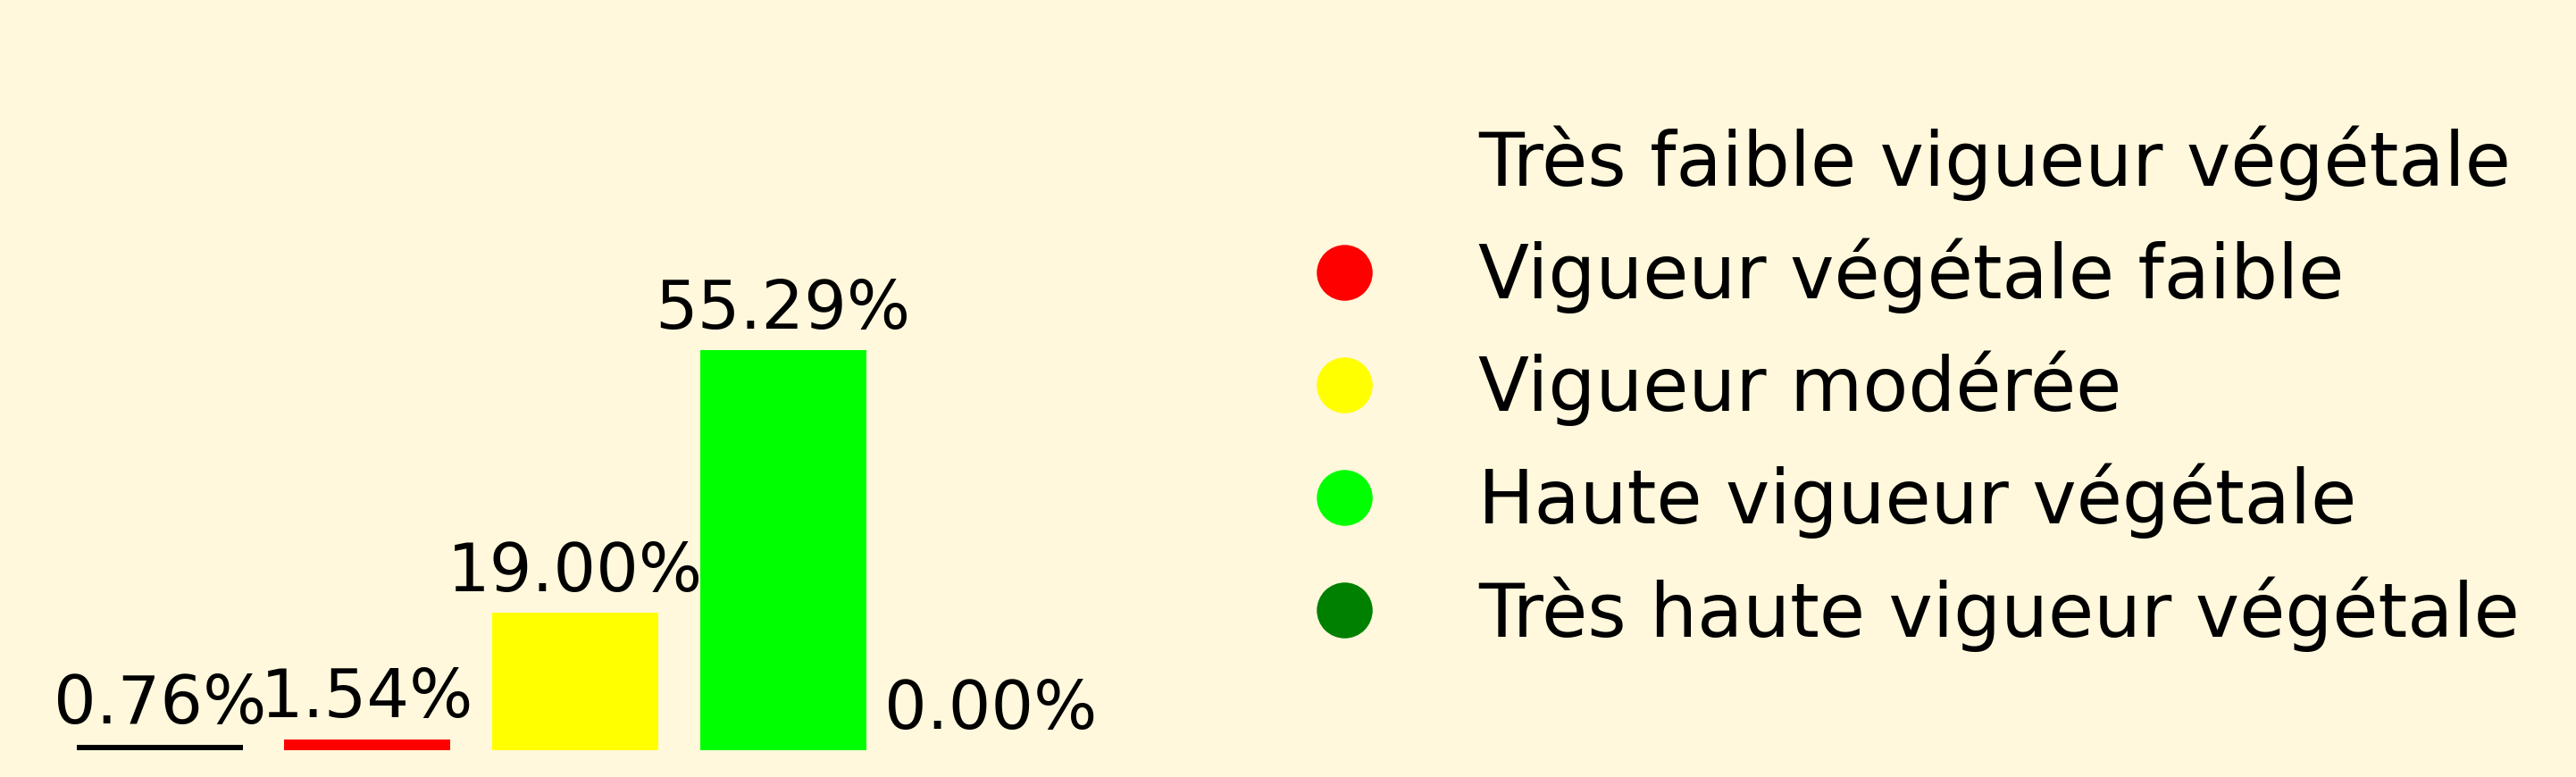 55.29%
19.00%
0.76%
1.54%
0.00%
Très faible vigueur végétale
Vigueur végétale faible
Vigueur modérée
Haute vigueur végétale
Très haute vigueur végétale